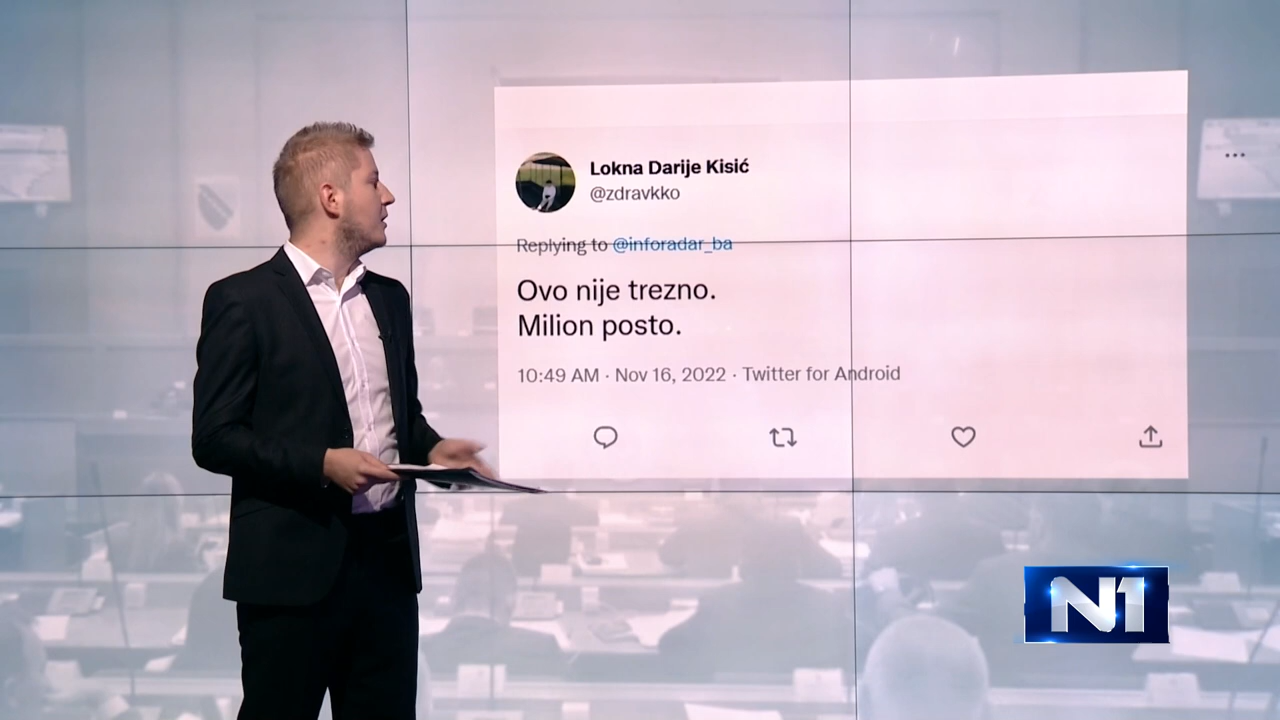 Lokna Darije Kisić
@zdravkko
Replying to @inforadar_ba
Ovo nije trezno.
Milion posto.
10:49 AM · Nov 16, 2022 · Twitter for Android
N1